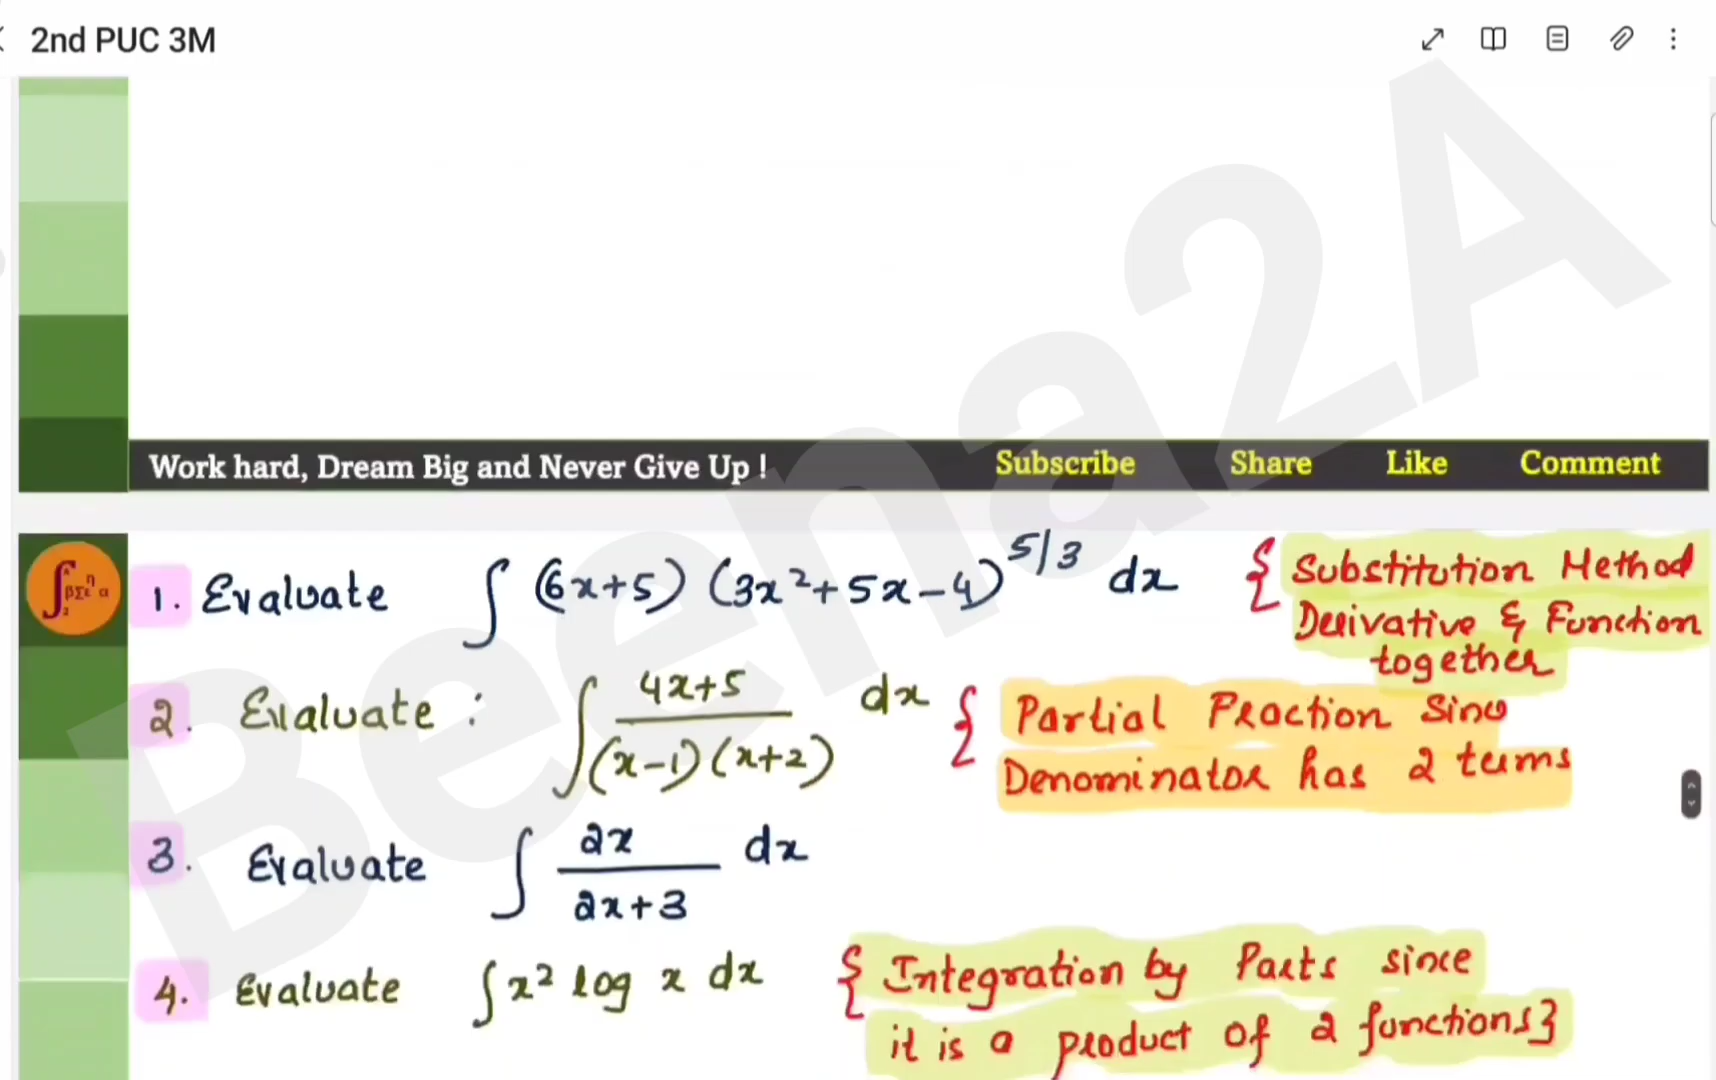 2nd PUC 3M
Work hard, Dream Big and Never Give Up ! Subscribe Share Like Comment
1. Evaluate ∫ (6x+5) (3x²+5x-4)^5/3 dx { Substitution Method
Derivative & Function
together
2. Evaluate : ∫ 4x+5 / (x-1)(x+2) dx { Partial Fraction Sinc
Denominator has 2 terms
3. Evaluate ∫ 2x / 2x+3 dx
4. Evaluate ∫ x² log x dx { Integration by Parts since
it is a product of 2 functions}
Beena2A